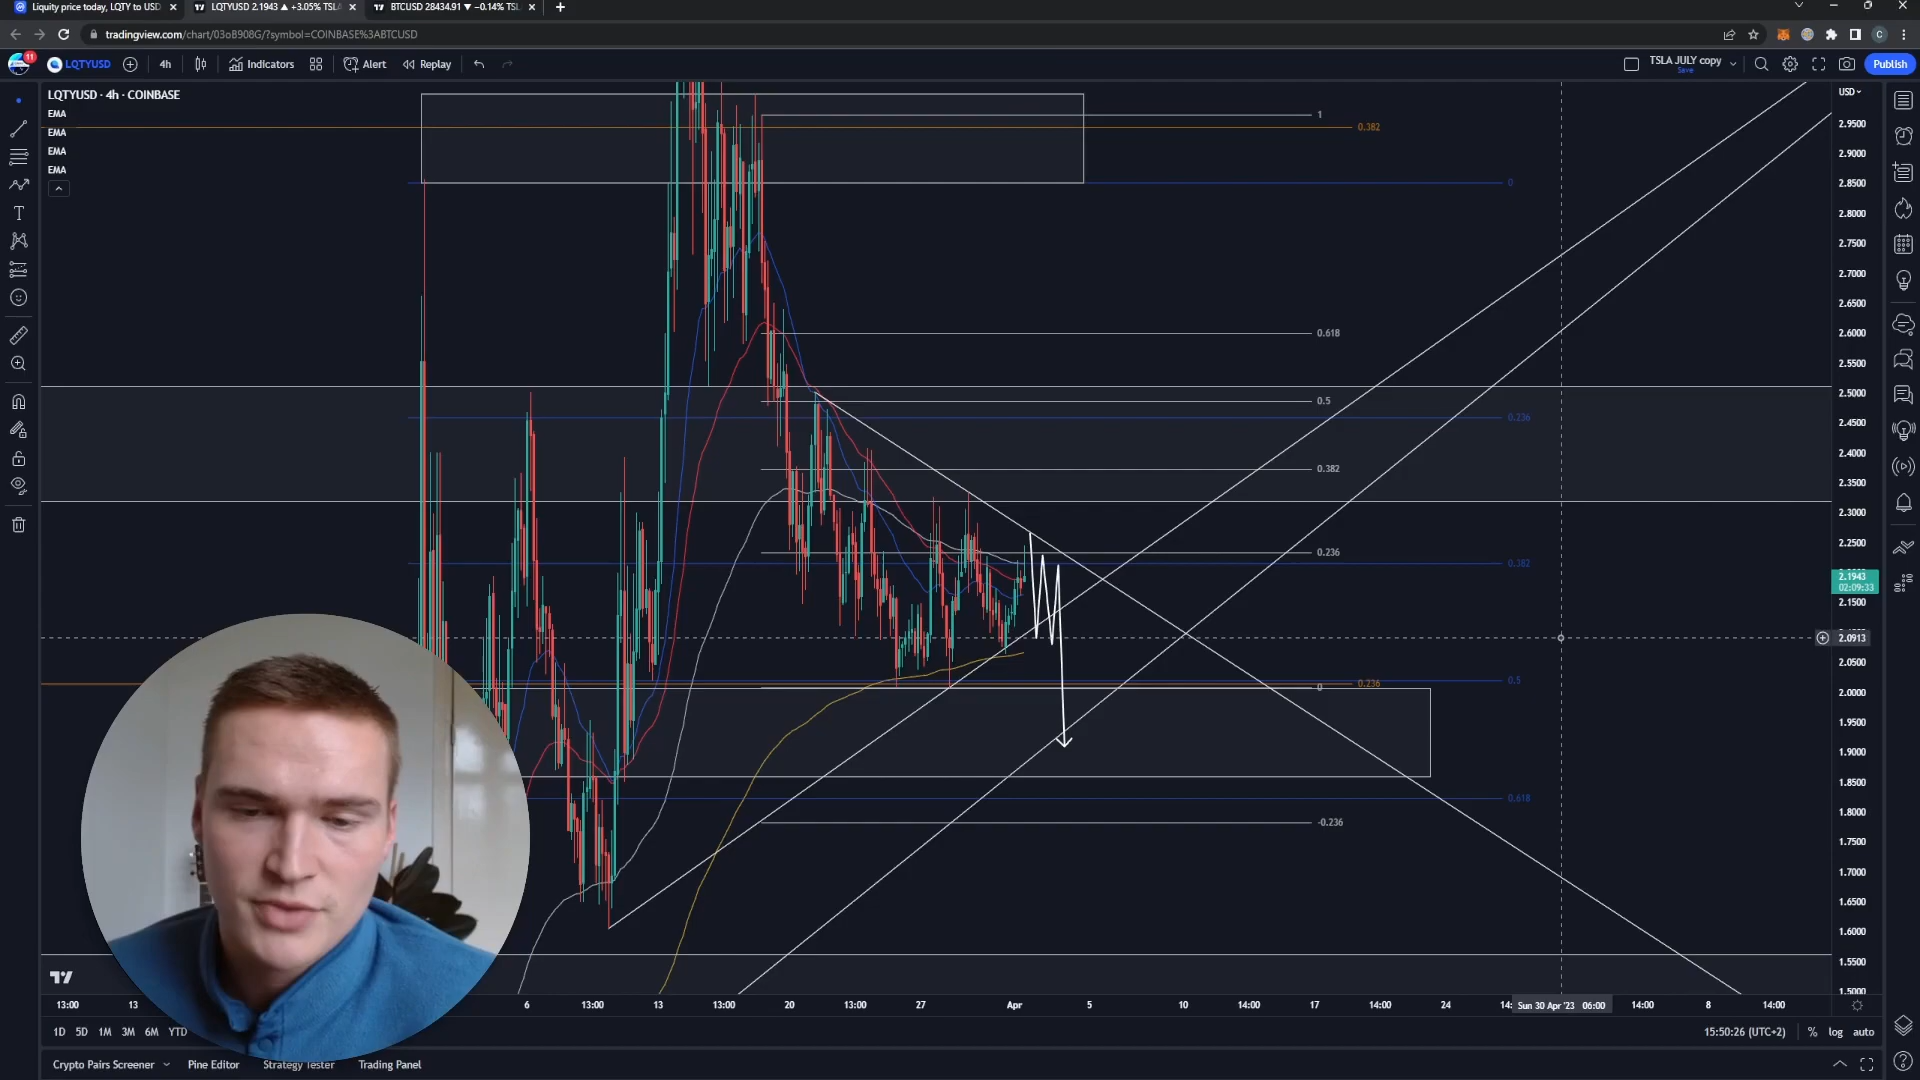 Liquity price today, LQTY to USD
LQTYUSD 2.1943 ▲ +3.05% TSLA
BTCUSD 28434.91 ▼ −0.14% TSL
tradingview.com/chart/03oB908G/?symbol=COINBASE%3ABTCUSD
C
11
LQTYUSD
4h
Indicators
Alert
Replay
TSLA JULY copy
Save
Publish
LQTYUSD · 4h · COINBASE
EMA
EMA
EMA
EMA
USD
1
0.382
0
0.618
0.5
0.236
0.382
0.236
0.382
0.5
0.236
0
0.618
-0.236
2.9500
2.9000
2.8500
2.8000
2.7500
2.7000
2.6500
2.6000
2.5500
2.5000
2.4500
2.4000
2.3500
2.3000
2.2500
2.1943
02:09:33
2.1500
2.0913
2.0500
2.0000
1.9500
1.9000
1.8500
1.8000
1.7500
1.7000
1.6500
1.6000
1.5500
1.5000
13:00
13
6
13:00
13
13:00
20
13:00
27
Apr
5
10
14:00
17
14:00
24
14:
Sun 30 Apr '23 06:00
14:00
8
14:00
1D
5D
1M
3M
6M
YTD
15:50:26 (UTC+2)
%
log
auto
Crypto Pairs Screener
Pine Editor
Strategy Tester
Trading Panel